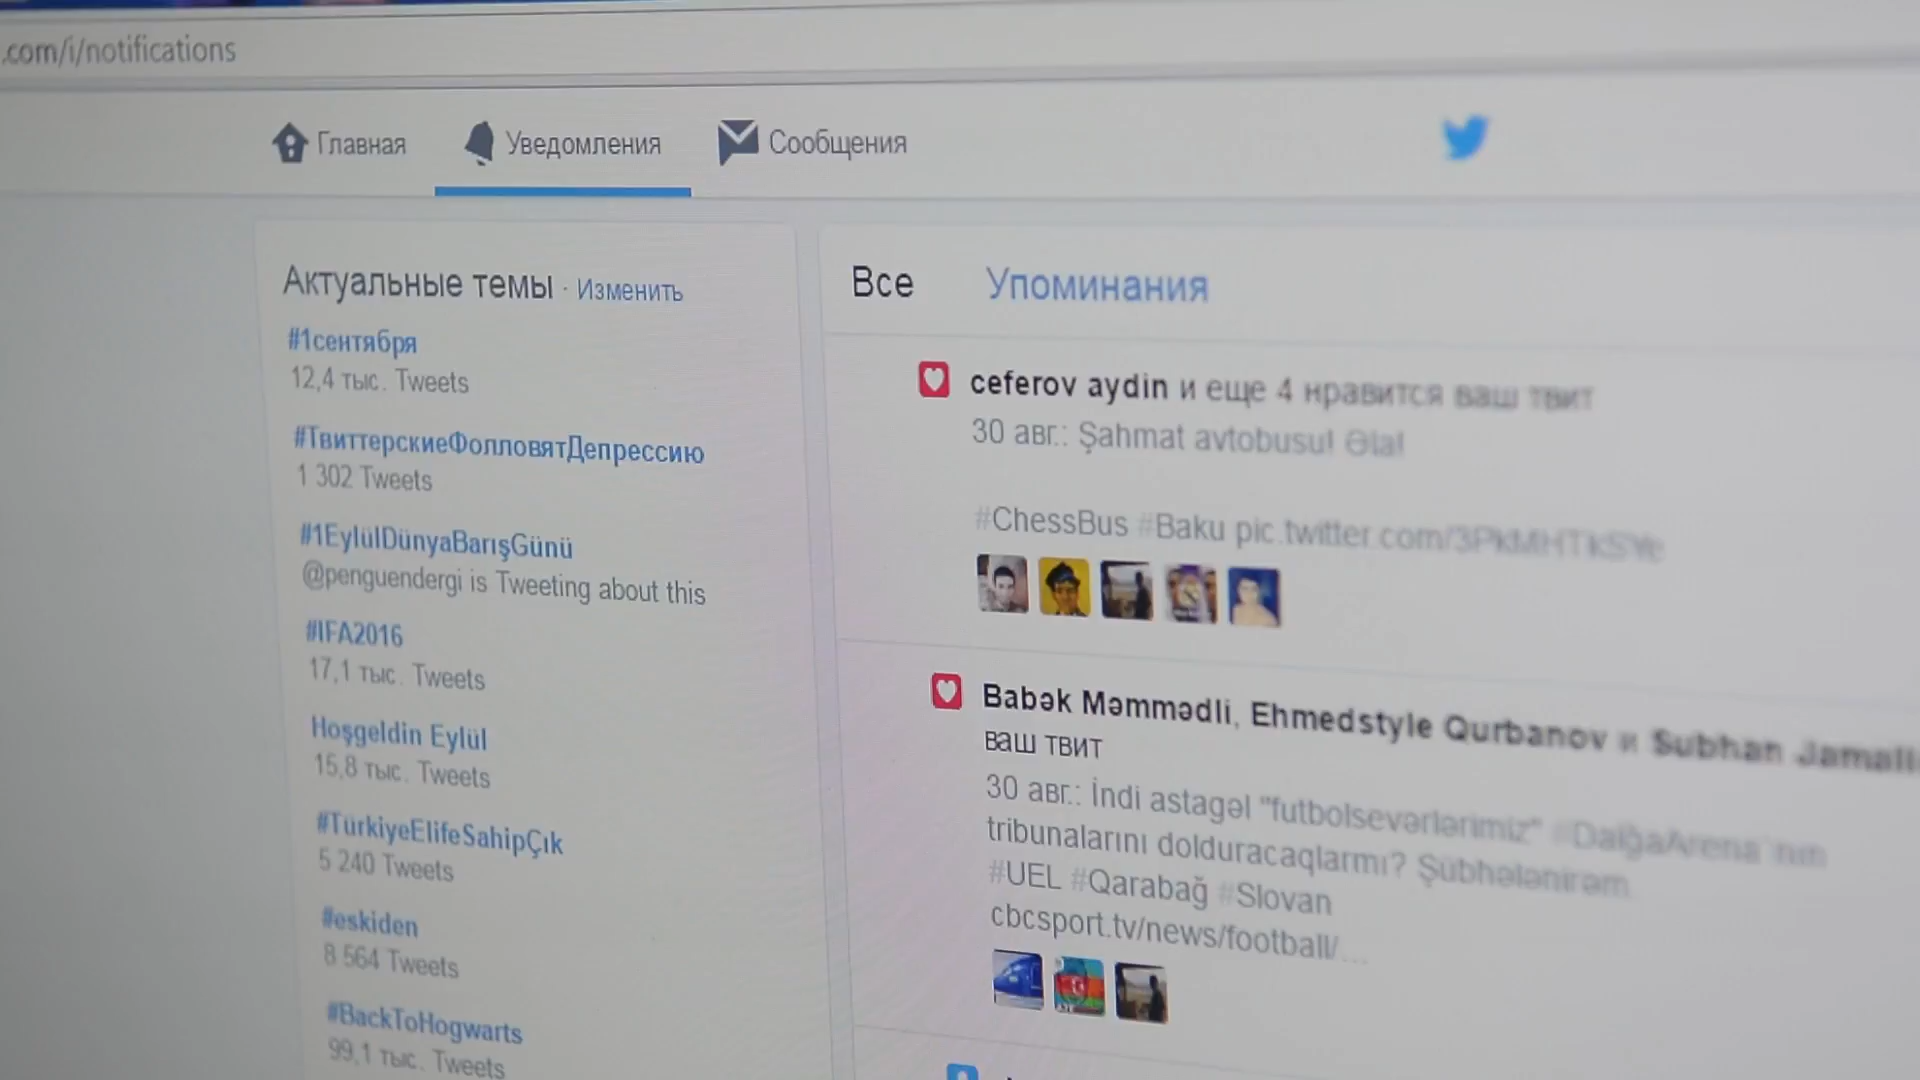 .com/i/notifications
Главная
Уведомления
Сообщения
Актуальные темы · Изменить
#1сентября
12,4 тыс. Tweets
#ТвиттерскиеФолловятДепрессию
1 302 Tweets
#1EylülDünyaBarışGünü
@penguendergi is Tweeting about this
#IFA2016
17,1 тыс. Tweets
Hoşgeldin Eylül
15,8 тыс. Tweets
#TürkiyeElifeSahipÇık
5 240 Tweets
#eskiden
8 564 Tweets
#BackToHogwarts
99,1 тыс. Tweets
Все
Упоминания
ceferov aydin и еще 4 нравится ваш твит
30 авг.: Şahmat avtobusu! Əla!
#ChessBus #Baku
Babək Məmmədli, Ehmedstyle Qurbanov и Subhan
ваш твит
30 авг.: İndi astagəl "futbolsevərlərimiz" #DalğaArena`nın
tribunalarını dolduracaqlarmı? Şübhələnirəm.
#UEL #Qarabağ #Slovan
cbcsport.tv/news/football/…